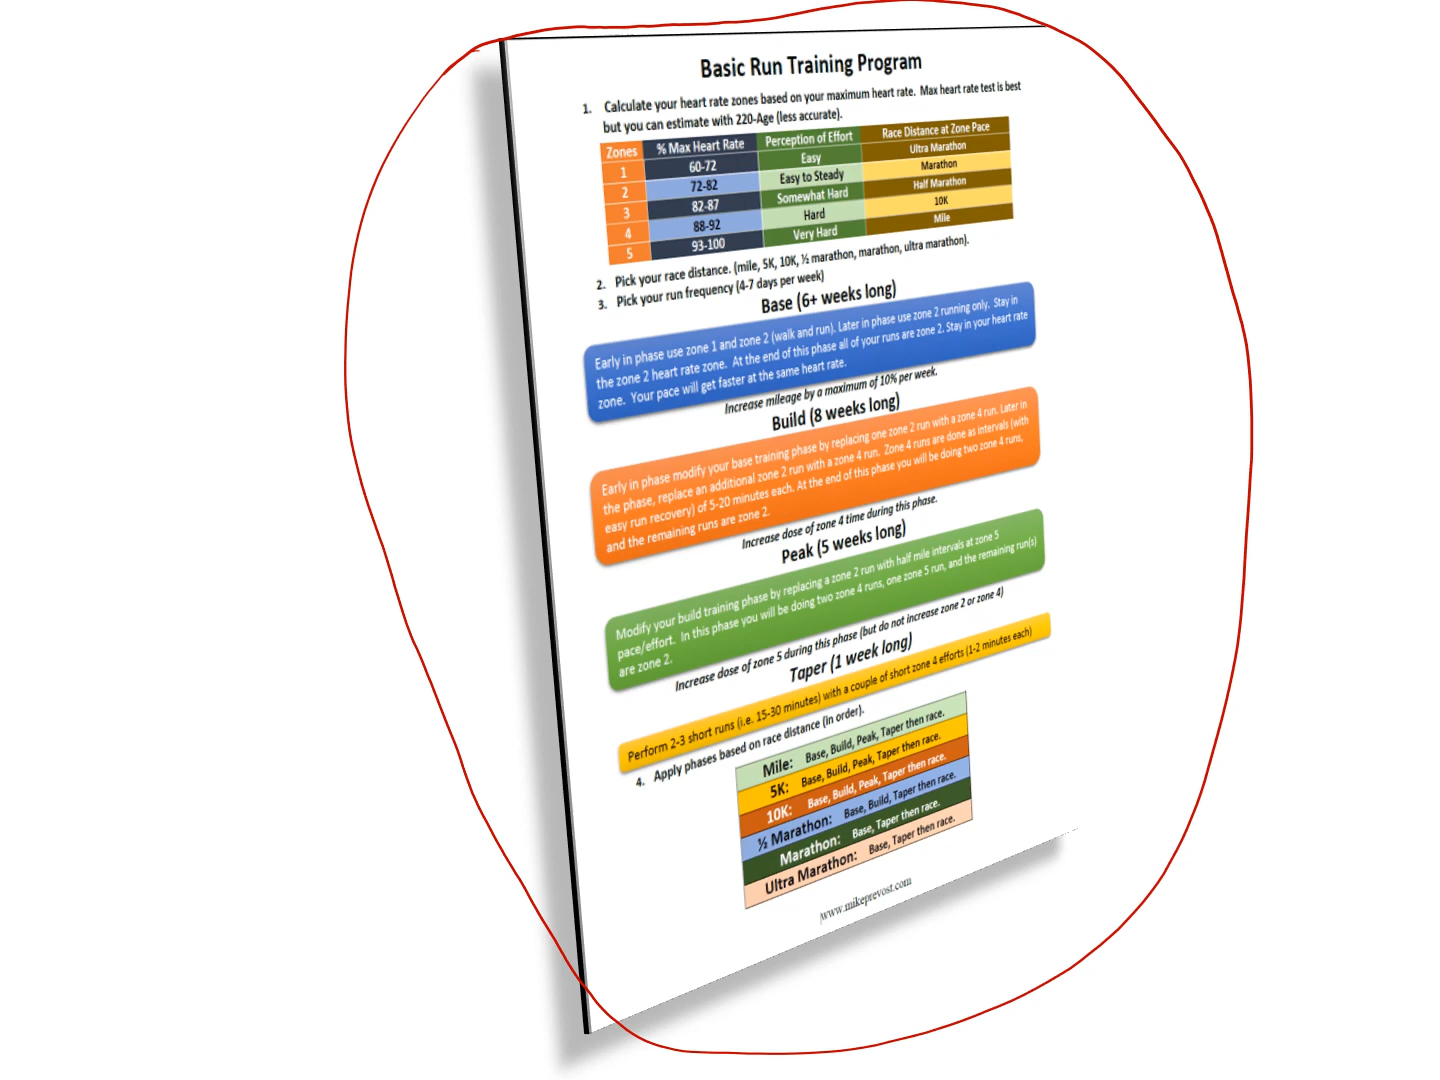 Basic Run Training Program
1. Calculate your heart rate zones based on your maximum heart rate. Max heart rate test is best
but you can estimate with 220-Age (less accurate).
Zones % Max Heart Rate Perception of Effort Race Distance at Zone Pace
1 60-72 Easy Ultra Marathon
2 72-82 Easy to Steady Marathon
3 82-87 Somewhat Hard Half Marathon
4 88-92 Hard 10K
5 93-100 Very Hard Mile
2. Pick your race distance. (mile, 5K, 10K, ½ marathon, marathon, ultra marathon).
3. Pick your run frequency (4-7 days per week)
Base (6+ weeks long)
Early in phase use zone 1 and zone 2 (walk and run). Later in phase use zone 2 running only. Stay in
the zone 2 heart rate zone. At the end of this phase all of your runs are zone 2. Stay in your heart rate
zone. Your pace will get faster at the same heart rate.
Increase mileage by a maximum of 10% per week.
Build (8 weeks long)
Early in phase modify your base training phase by replacing one zone 2 run with a zone 4 run. Later in
the phase, replace an additional zone 2 run with a zone 4 run. Zone 4 runs are done as intervals (with
easy run recovery) of 5-20 minutes each. At the end of this phase you will be doing two zone 4 runs,
and the remaining runs are zone 2.
Increase dose of zone 4 time during this phase.
Peak (5 weeks long)
Modify your build training phase by replacing a zone 2 run with half mile intervals at zone 5
pace/effort. In this phase you will be doing two zone 4 runs, one zone 5 run, and the remaining run(s)
are zone 2.
Increase dose of zone 5 during this phase (but do not increase zone 2 or zone 4)
Taper (1 week long)
Perform 2-3 short runs (i.e. 15-30 minutes) with a couple of short zone 4 efforts (1-2 minutes each)
4. Apply phases based on race distance (in order).
Mile: Base, Build, Peak, Taper then race.
5K: Base, Build, Peak, Taper then race.
10K: Base, Build, Peak, Taper then race.
½ Marathon: Base, Build, Taper then race.
Marathon: Base, Taper then race.
Ultra Marathon: Base, Taper then race.
www.mikeprevost.com